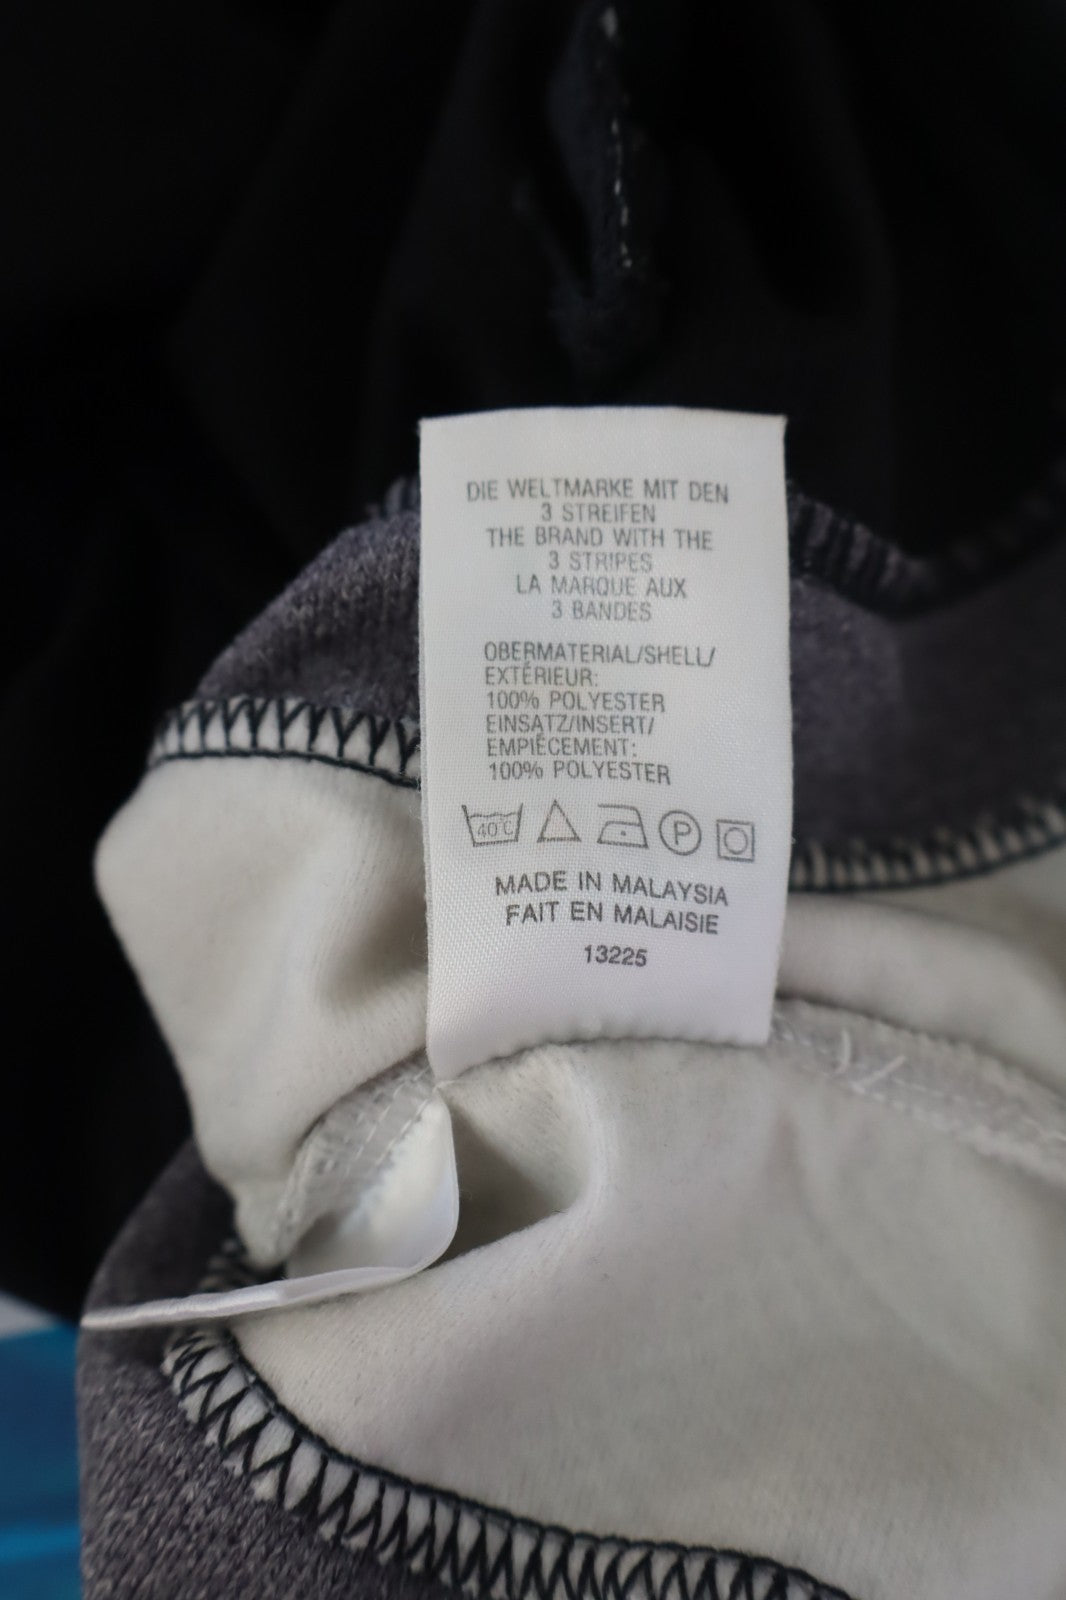 DIE WELTMARKE MIT DEN
3 STREIFEN
THE BRAND WITH THE
3 STRIPES
LA MARQUE AUX
3 BANDES
OBERMATERIAL/SHELL/
EXTÉRIEUR:
100% POLYESTER
EINSATZ/INSERT/
EMPIÈCEMENT:
100% POLYESTER
40°C P
MADE IN MALAYSIA
FAIT EN MALAISIE
13225